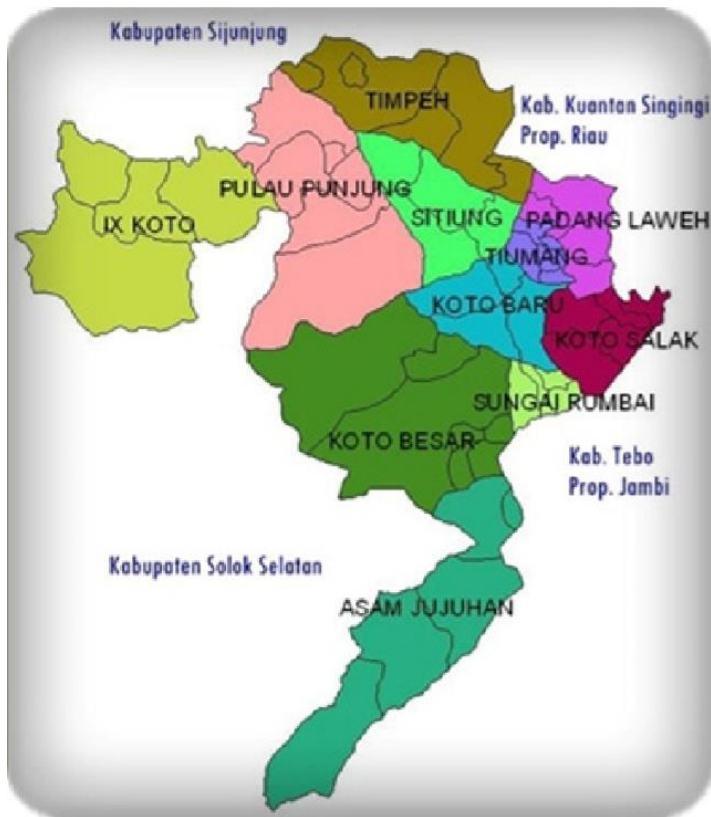 Kabupaten Sijunjung
TIMPEH
Kab. Kuantan Singingi
Prop. Riau
PULAU PUNJUNG
IX KOTO
SITIUNG
PADANG LAWEH
TIUMANG
KOTO BARU
KOTO SALAK
SUNGAI RUMBAI
KOTO BESAR
Kab. Tebo
Prop. Jambi
Kabupaten Solok Selatan
ASAM JUJUHAN